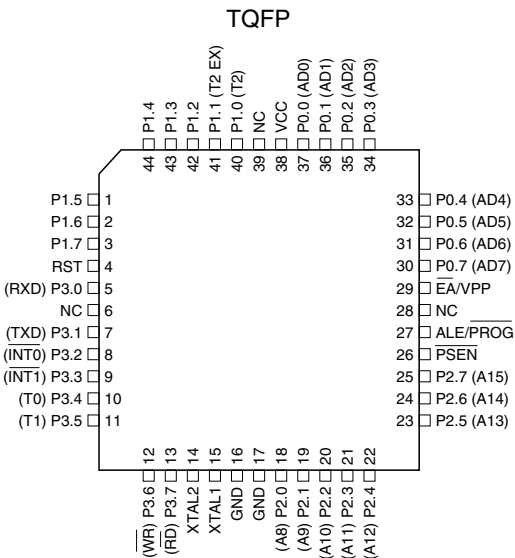 TQFP
P1.4
P1.3
P1.2
P1.1 (T2 EX)
P1.0 (T2)
NC
VCC
P0.0 (AD0)
P0.1 (AD1)
P0.2 (AD2)
P0.3 (AD3)
44 43 42 41 40 39 38 37 36 35 34
P1.5 1
P1.6 2
P1.7 3
RST 4
(RXD) P3.0 5
NC 6
(TXD) P3.1 7
(INT0) P3.2 8
(INT1) P3.3 9
(T0) P3.4 10
(T1) P3.5 11
33 P0.4 (AD4)
32 P0.5 (AD5)
31 P0.6 (AD6)
30 P0.7 (AD7)
29 EA/VPP
28 NC
27 ALE/PROG
26 PSEN
25 P2.7 (A15)
24 P2.6 (A14)
23 P2.5 (A13)
12 13 14 15 16 17 18 19 20 21 22
(WR) P3.6
(RD) P3.7
XTAL2
XTAL1
GND
GND
(A8) P2.0
(A9) P2.1
(A10) P2.2
(A11) P2.3
(A12) P2.4